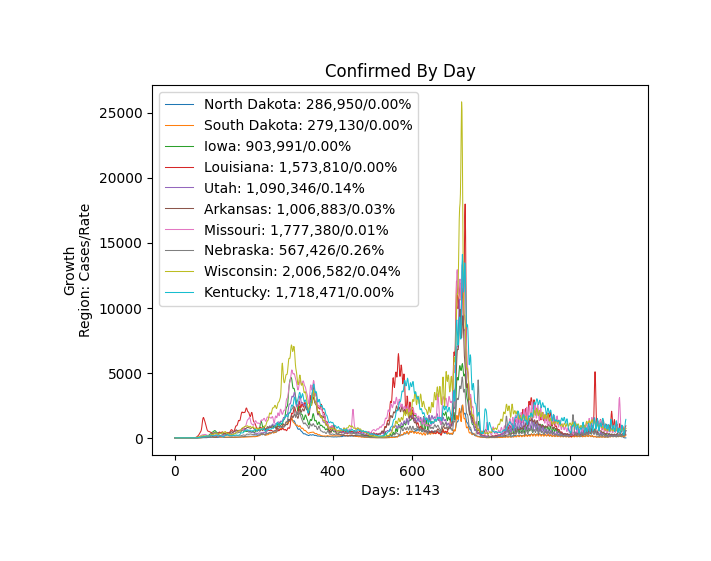 Confirmed By Day
25000
20000
15000
10000
5000
0
Growth
Region: Cases/Rate
North Dakota: 286,950/0.00%
South Dakota: 279,130/0.00%
Iowa: 903,991/0.00%
Louisiana: 1,573,810/0.00%
Utah: 1,090,346/0.14%
Arkansas: 1,006,883/0.03%
Missouri: 1,777,380/0.01%
Nebraska: 567,426/0.26%
Wisconsin: 2,006,582/0.04%
Kentucky: 1,718,471/0.00%
0 200 400 600 800 1000
Days: 1143